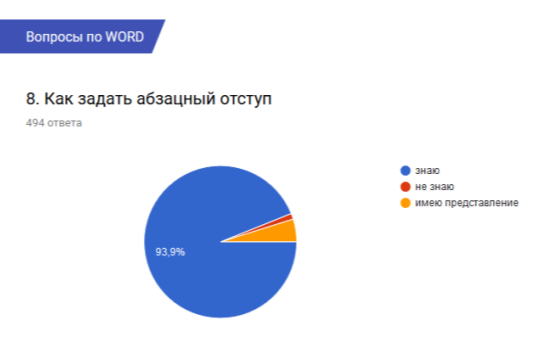 Вопросы по WORD
8. Как задать абзацный отступ
494 ответа
знаю
не знаю
имею представление
93,9%